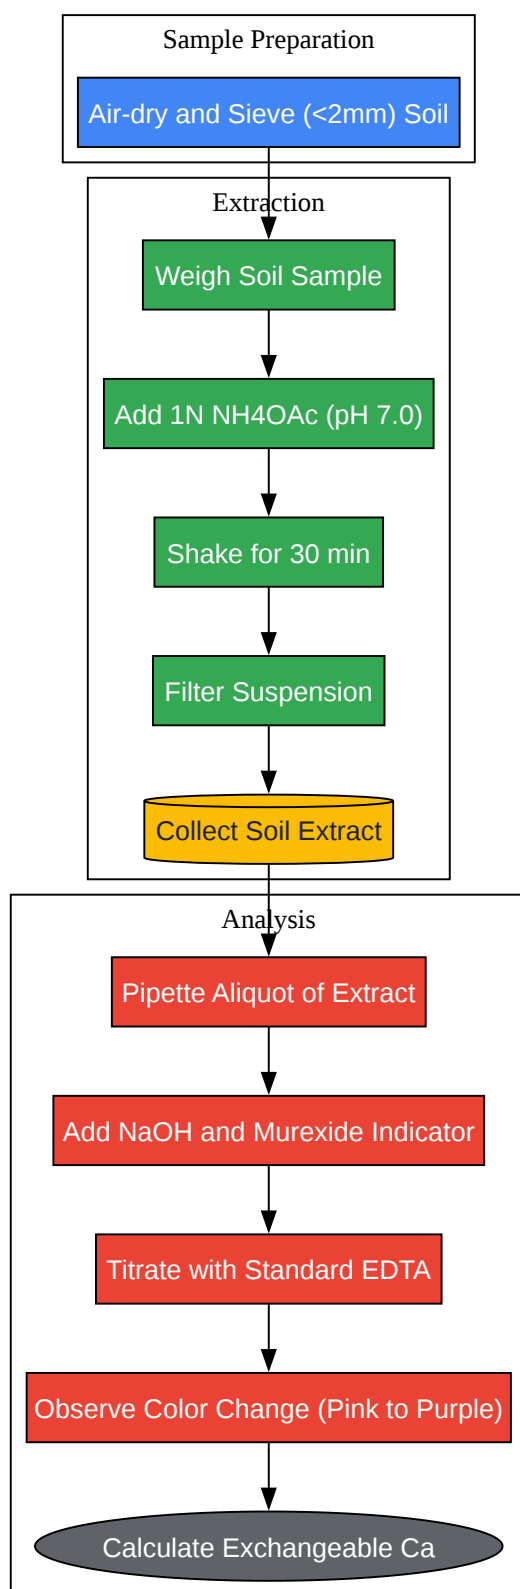 Sample Preparation
Air-dry and Sieve (<2mm) Soil
Extraction
Weigh Soil Sample
Add 1N NH4OAc (pH 7.0)
Shake for 30 min
Filter Suspension
Collect Soil Extract
Analysis
Pipette Aliquot of Extract
Add NaOH and Murexide Indicator
Titrate with Standard EDTA
Observe Color Change (Pink to Purple)
Calculate Exchangeable Ca